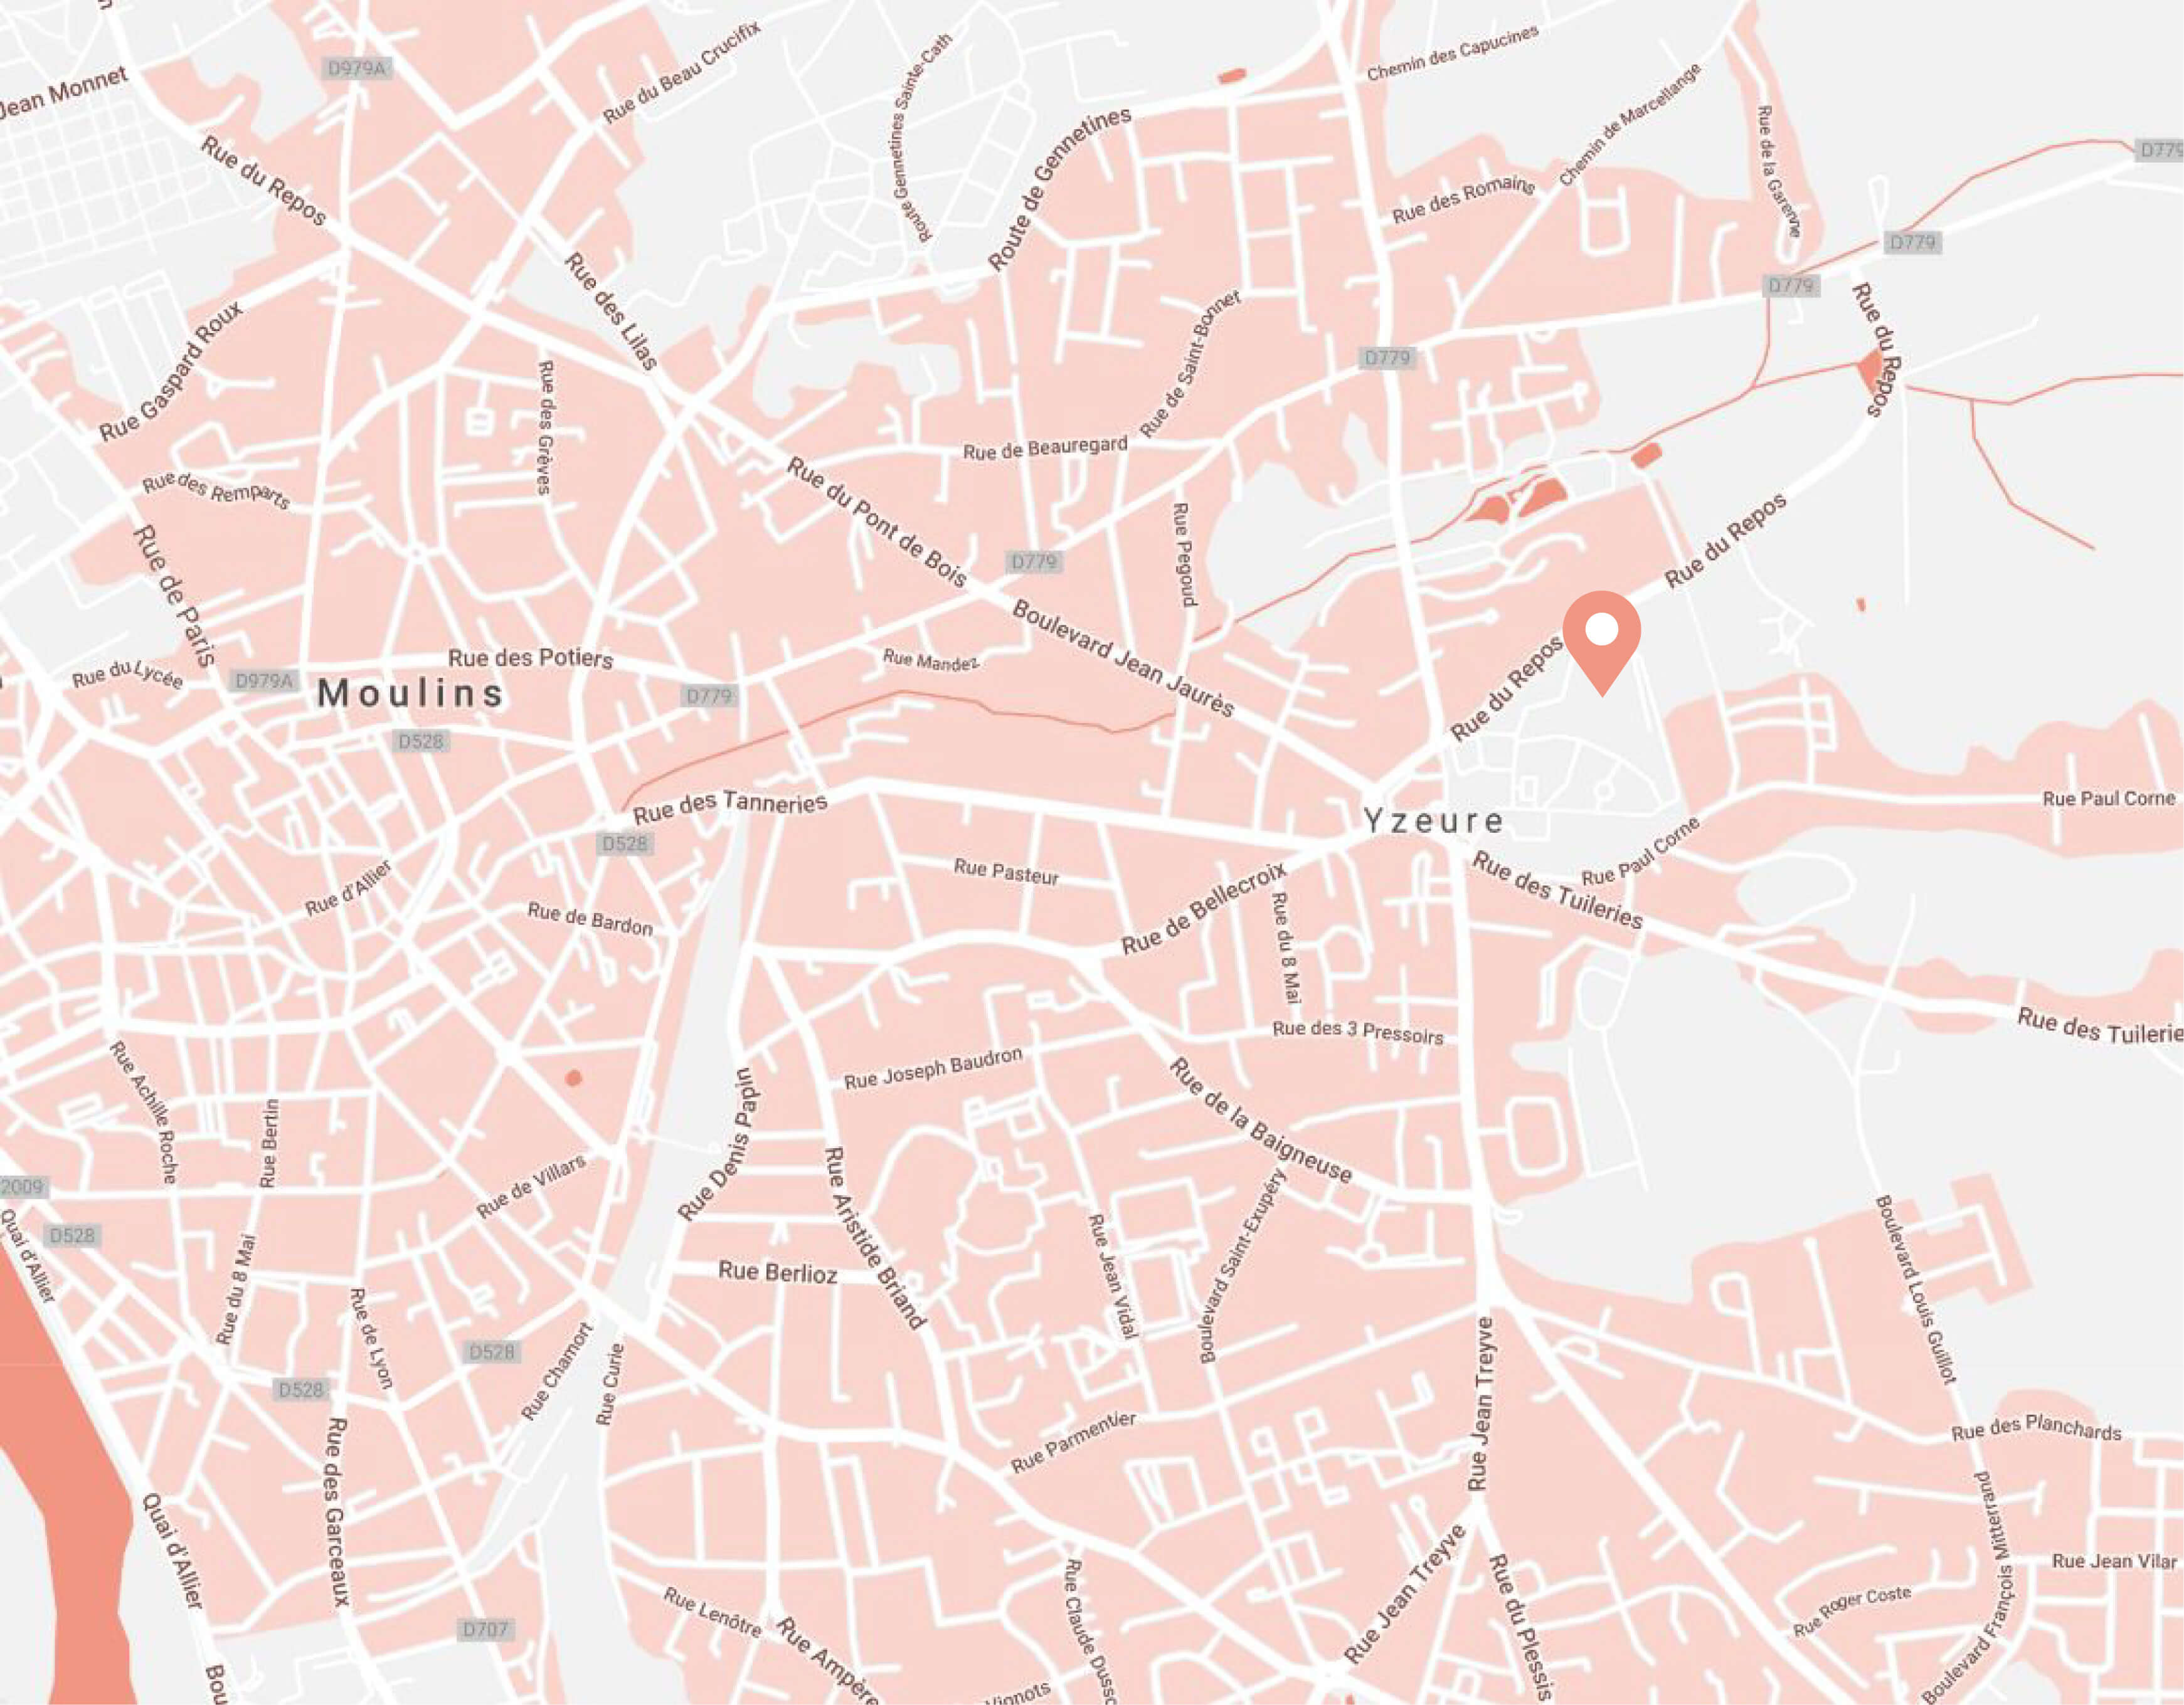 D979A
Rue du Beau Crucifix
Route Gennetines Sainte-Cath
Chemin des Capucines
Jean Monnet
Chemin de Marcellange
Rue de la Garenne
Route de Gennetines
D779
Rue du Repos
Rue des Romains
D779
Rue des Lilas
D779
Rue du Repos
Rue Gaspard Roux
Rue de Saint-Bonnet
D779
Rue des Grèves
Rue de Beauregard
Rue des Remparts
Rue du Pont de Bois
Rue Pegoud
Rue du Repos
D779
Rue de Paris
Boulevard Jean Jaurès
Rue des Potiers
Rue Mandez
Rue du Repos
Rue du Lycée
D979A
Moulins
D779
D528
Rue des Tanneries
Yzeure
Rue Paul Corne
D528
Rue Paul Corne
Rue d'Allier
Rue Pasteur
Rue de Bellecroix
Rue des Tuileries
Rue de Bardon
Rue du 8 Mai
Rue des 3 Pressoirs
Rue des Tuilerie
Rue Achille Roche
Rue Joseph Baudron
Rue de la Baigneuse
Rue Bertin
Rue Denis Papin
Rue de Villars
Rue Aristide Briand
2009
Quai d'Allier
D528
Rue du 8 Mai
Rue Berlioz
Rue Jean Vidal
Boulevard Saint-Exupéry
Boulevard Louis Guillot
Rue de Lyon
D528
Rue Chamort
Rue Curie
D528
Rue Jean Treyve
Rue Parmentier
Rue des Planchards
Rue des Garceaux
Quai d'Allier
Boulevard François Mitterrand
Rue Jean Vilar
Rue Jean Treyve
Rue du Plessis
Rue Roger Coste
Rue Lenôtre
Rue Claude Dusso
D707
Rue Ampère
Vignots
Bou